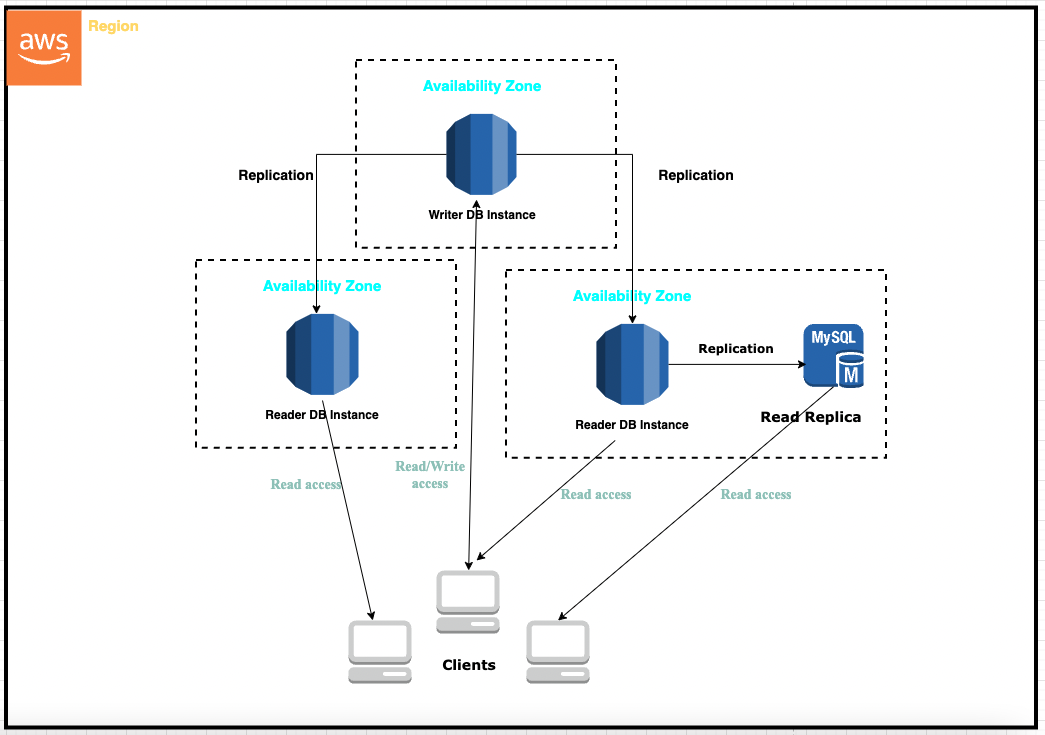 aws
Region
Availability Zone
Replication
Replication
Writer DB Instance
Availability Zone
Availability Zone
MySQL
M
Replication
Reader DB Instance
Read Replica
Reader DB Instance
Read/Write
access
Read access
Read access
Read access
Clients